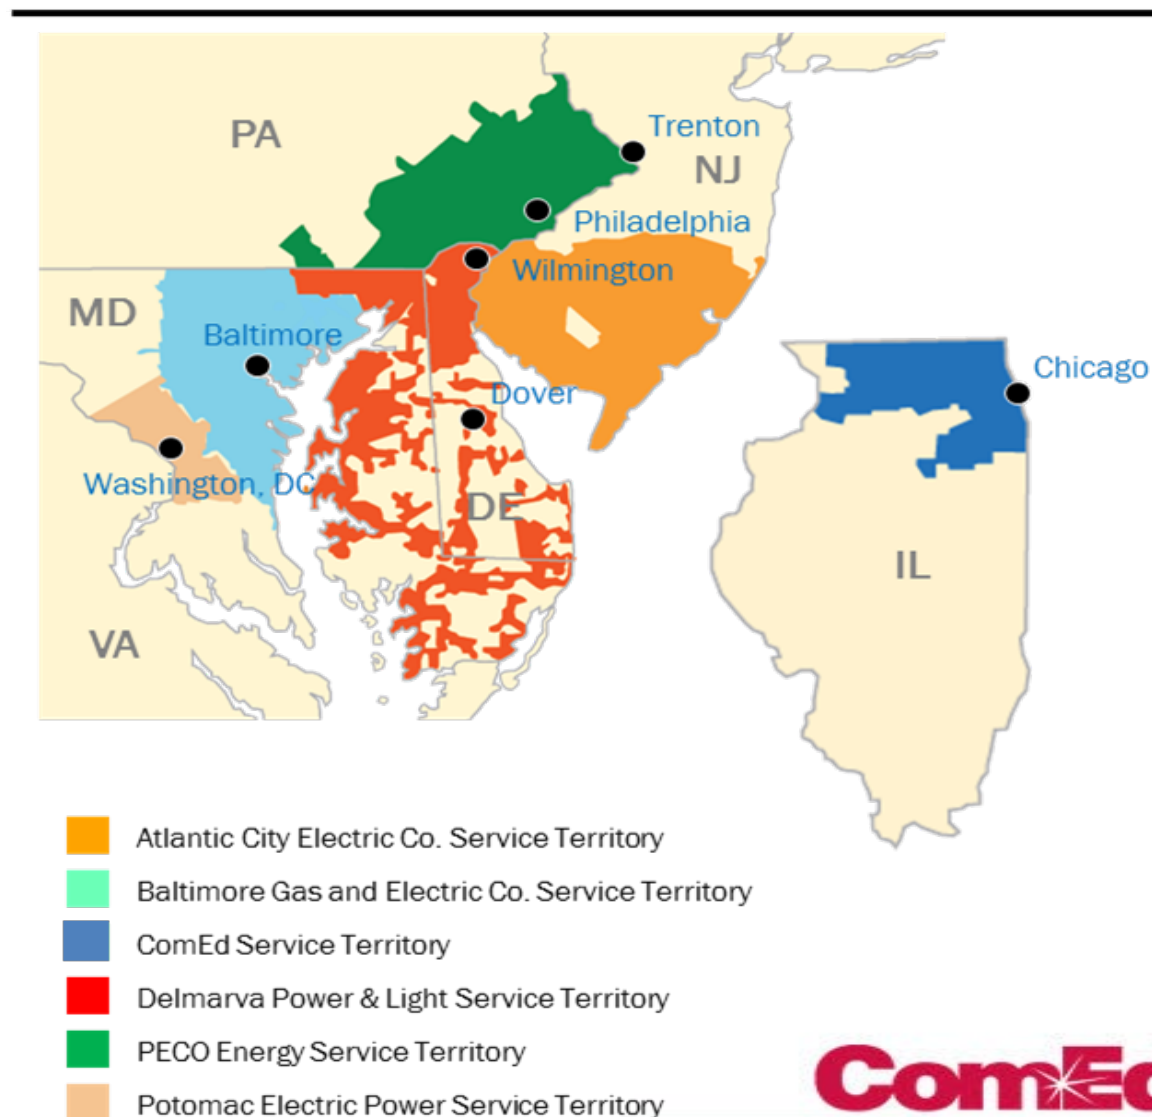 PA
Trenton
NJ
Philadelphia
Wilmington
MD
Baltimore
Chicago
Dover
Washington, DC
DE
IL
VA
Atlantic City Electric Co. Service Territory
Baltimore Gas and Electric Co. Service Territory
ComEd Service Territory
Delmarva Power & Light Service Territory
PECO Energy Service Territory
ComEd
Potomac Electric Power Service Territory